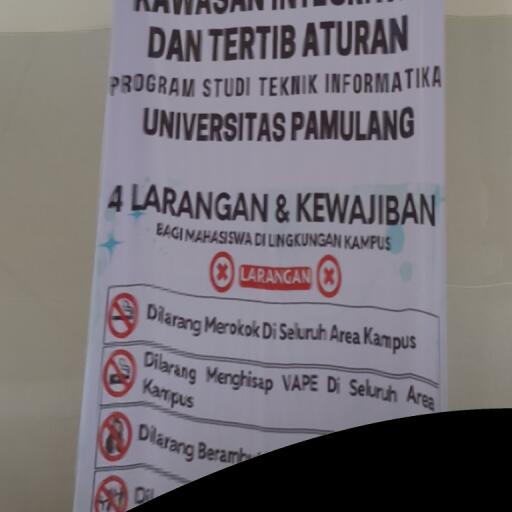 DAN TERTIB ATURAN
PROGRAM STUDI TEKNIK INFORMATIKA
UNIVERSITAS PAMULANG
4 LARANGAN & KEWAJIBAN
BAGI MAHASISWA DI LINGKUNGAN KAMPUS
LARANGAN
Dilarang Merokok Di Seluruh Area Kampus
Dilarang Menghisap VAPE Di Seluruh Area
Kampus
Dilarang